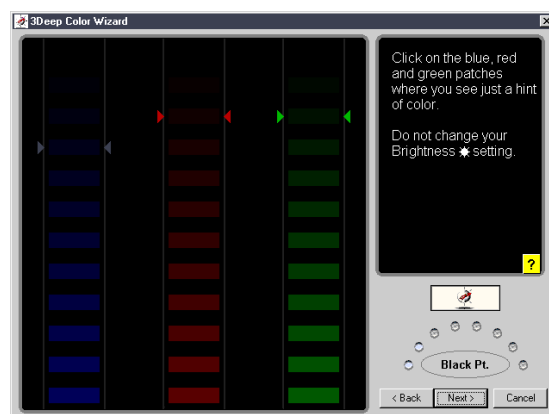 3Deep Color Wizard
Click on the blue, red
and green patches
where you see just a hint
of color.
Do not change your
Brightness setting.
?
Black Pt.
< Back
Next >
Cancel